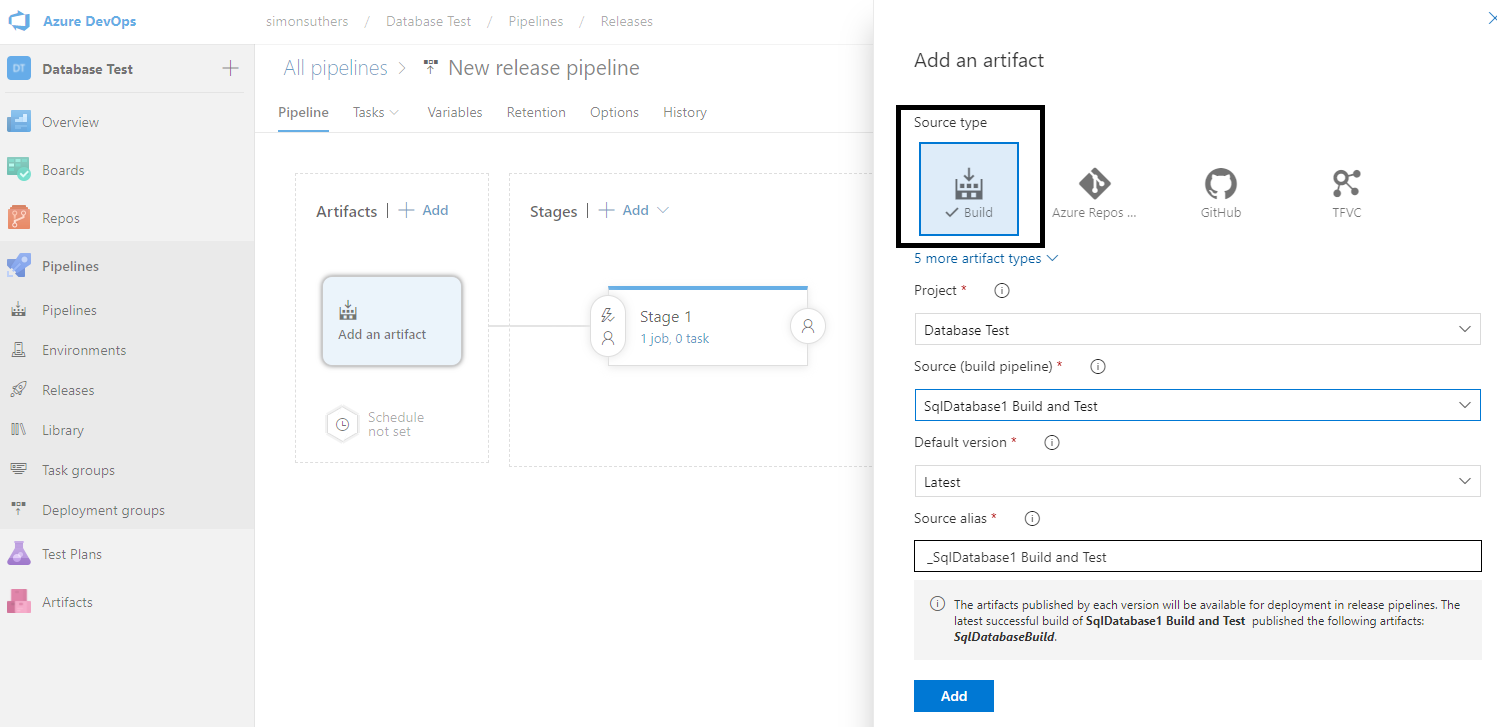 Azure DevOps
simonsuthers / Database Test / Pipelines / Releases
DT Database Test
Overview
Boards
Repos
Pipelines
Pipelines
Environments
Releases
Library
Task groups
Deployment groups
Test Plans
Artifacts
All pipelines > New release pipeline
Pipeline Tasks Variables Retention Options History
Artifacts | + Add
Add an artifact
Schedule
not set
Stages | + Add
Stage 1
1 job, 0 task
Add an artifact
Source type
Build
Azure Repos ...
GitHub
TFVC
5 more artifact types
Project *
Database Test
Source (build pipeline) *
SqlDatabase1 Build and Test
Default version *
Latest
Source alias *
_SqlDatabase1 Build and Test
The artifacts published by each version will be available for deployment in release pipelines. The
latest successful build of SqlDatabase1 Build and Test published the following artifacts:
SqlDatabaseBuild.
Add